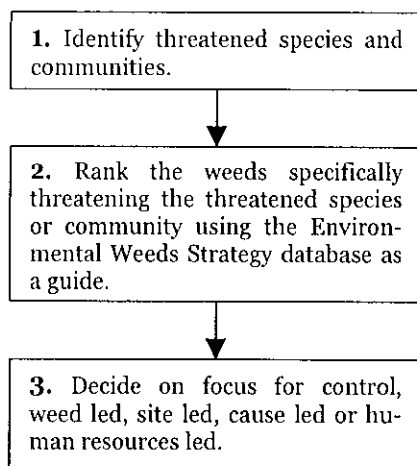 1. Identify threatened species and
communities.
2. Rank the weeds specifically
threatening the threatened species
or community using the Environ-
mental Weeds Strategy database as
a guide.
3. Decide on focus for control,
weed led, site led, cause led or hu-
man resources led.